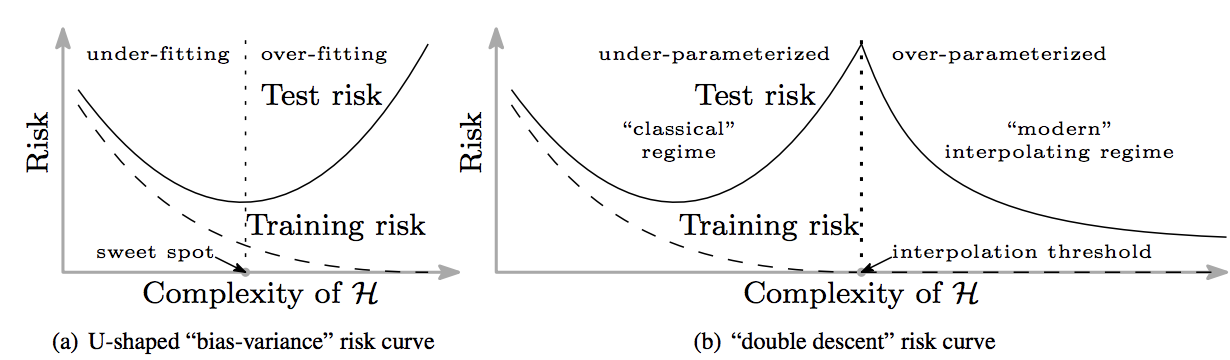 under-fitting
over-fitting
Test risk
Risk
Training risk
sweet spot
Complexity of ℋ
(a) U-shaped “bias-variance” risk curve
under-parameterized
over-parameterized
Test risk
“classical”
regime
“modern”
interpolating regime
Risk
Training risk
interpolation threshold
Complexity of ℋ
(b) “double descent” risk curve